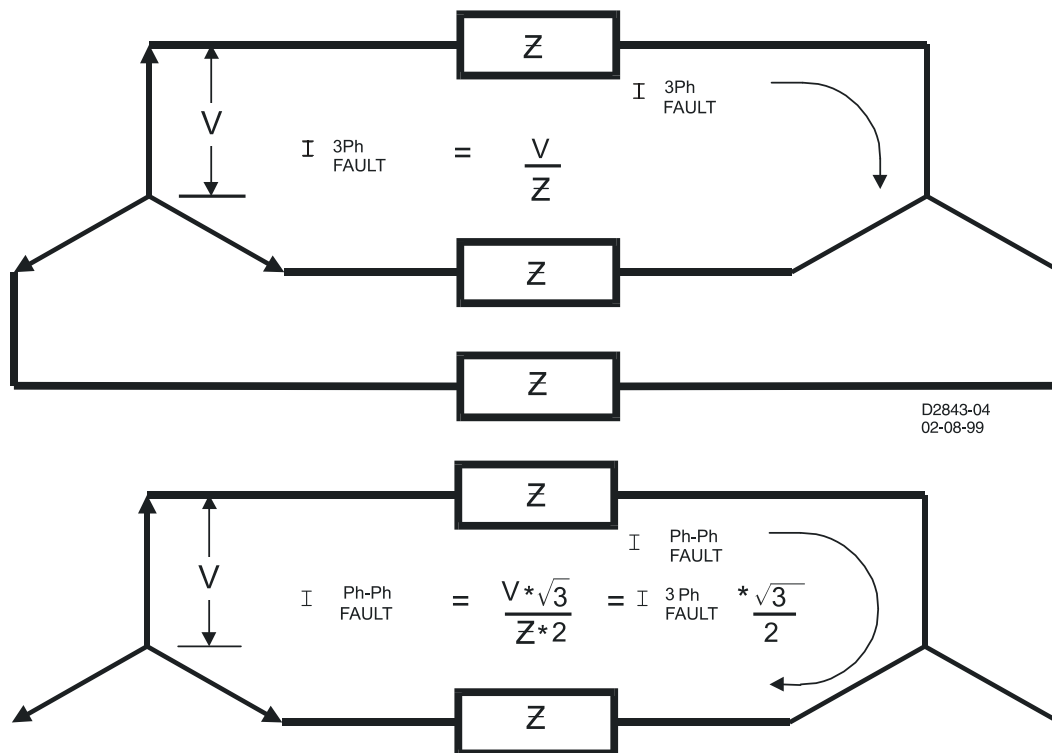 Ƶ
I 3Ph FAULT
V
I 3Ph FAULT = V / Ƶ
Ƶ
Ƶ
D2843-04
02-08-99
Ƶ
I Ph-Ph FAULT
V
I Ph-Ph FAULT = V*√3 / Ƶ*2 = I 3 Ph FAULT * √3 / 2
Ƶ